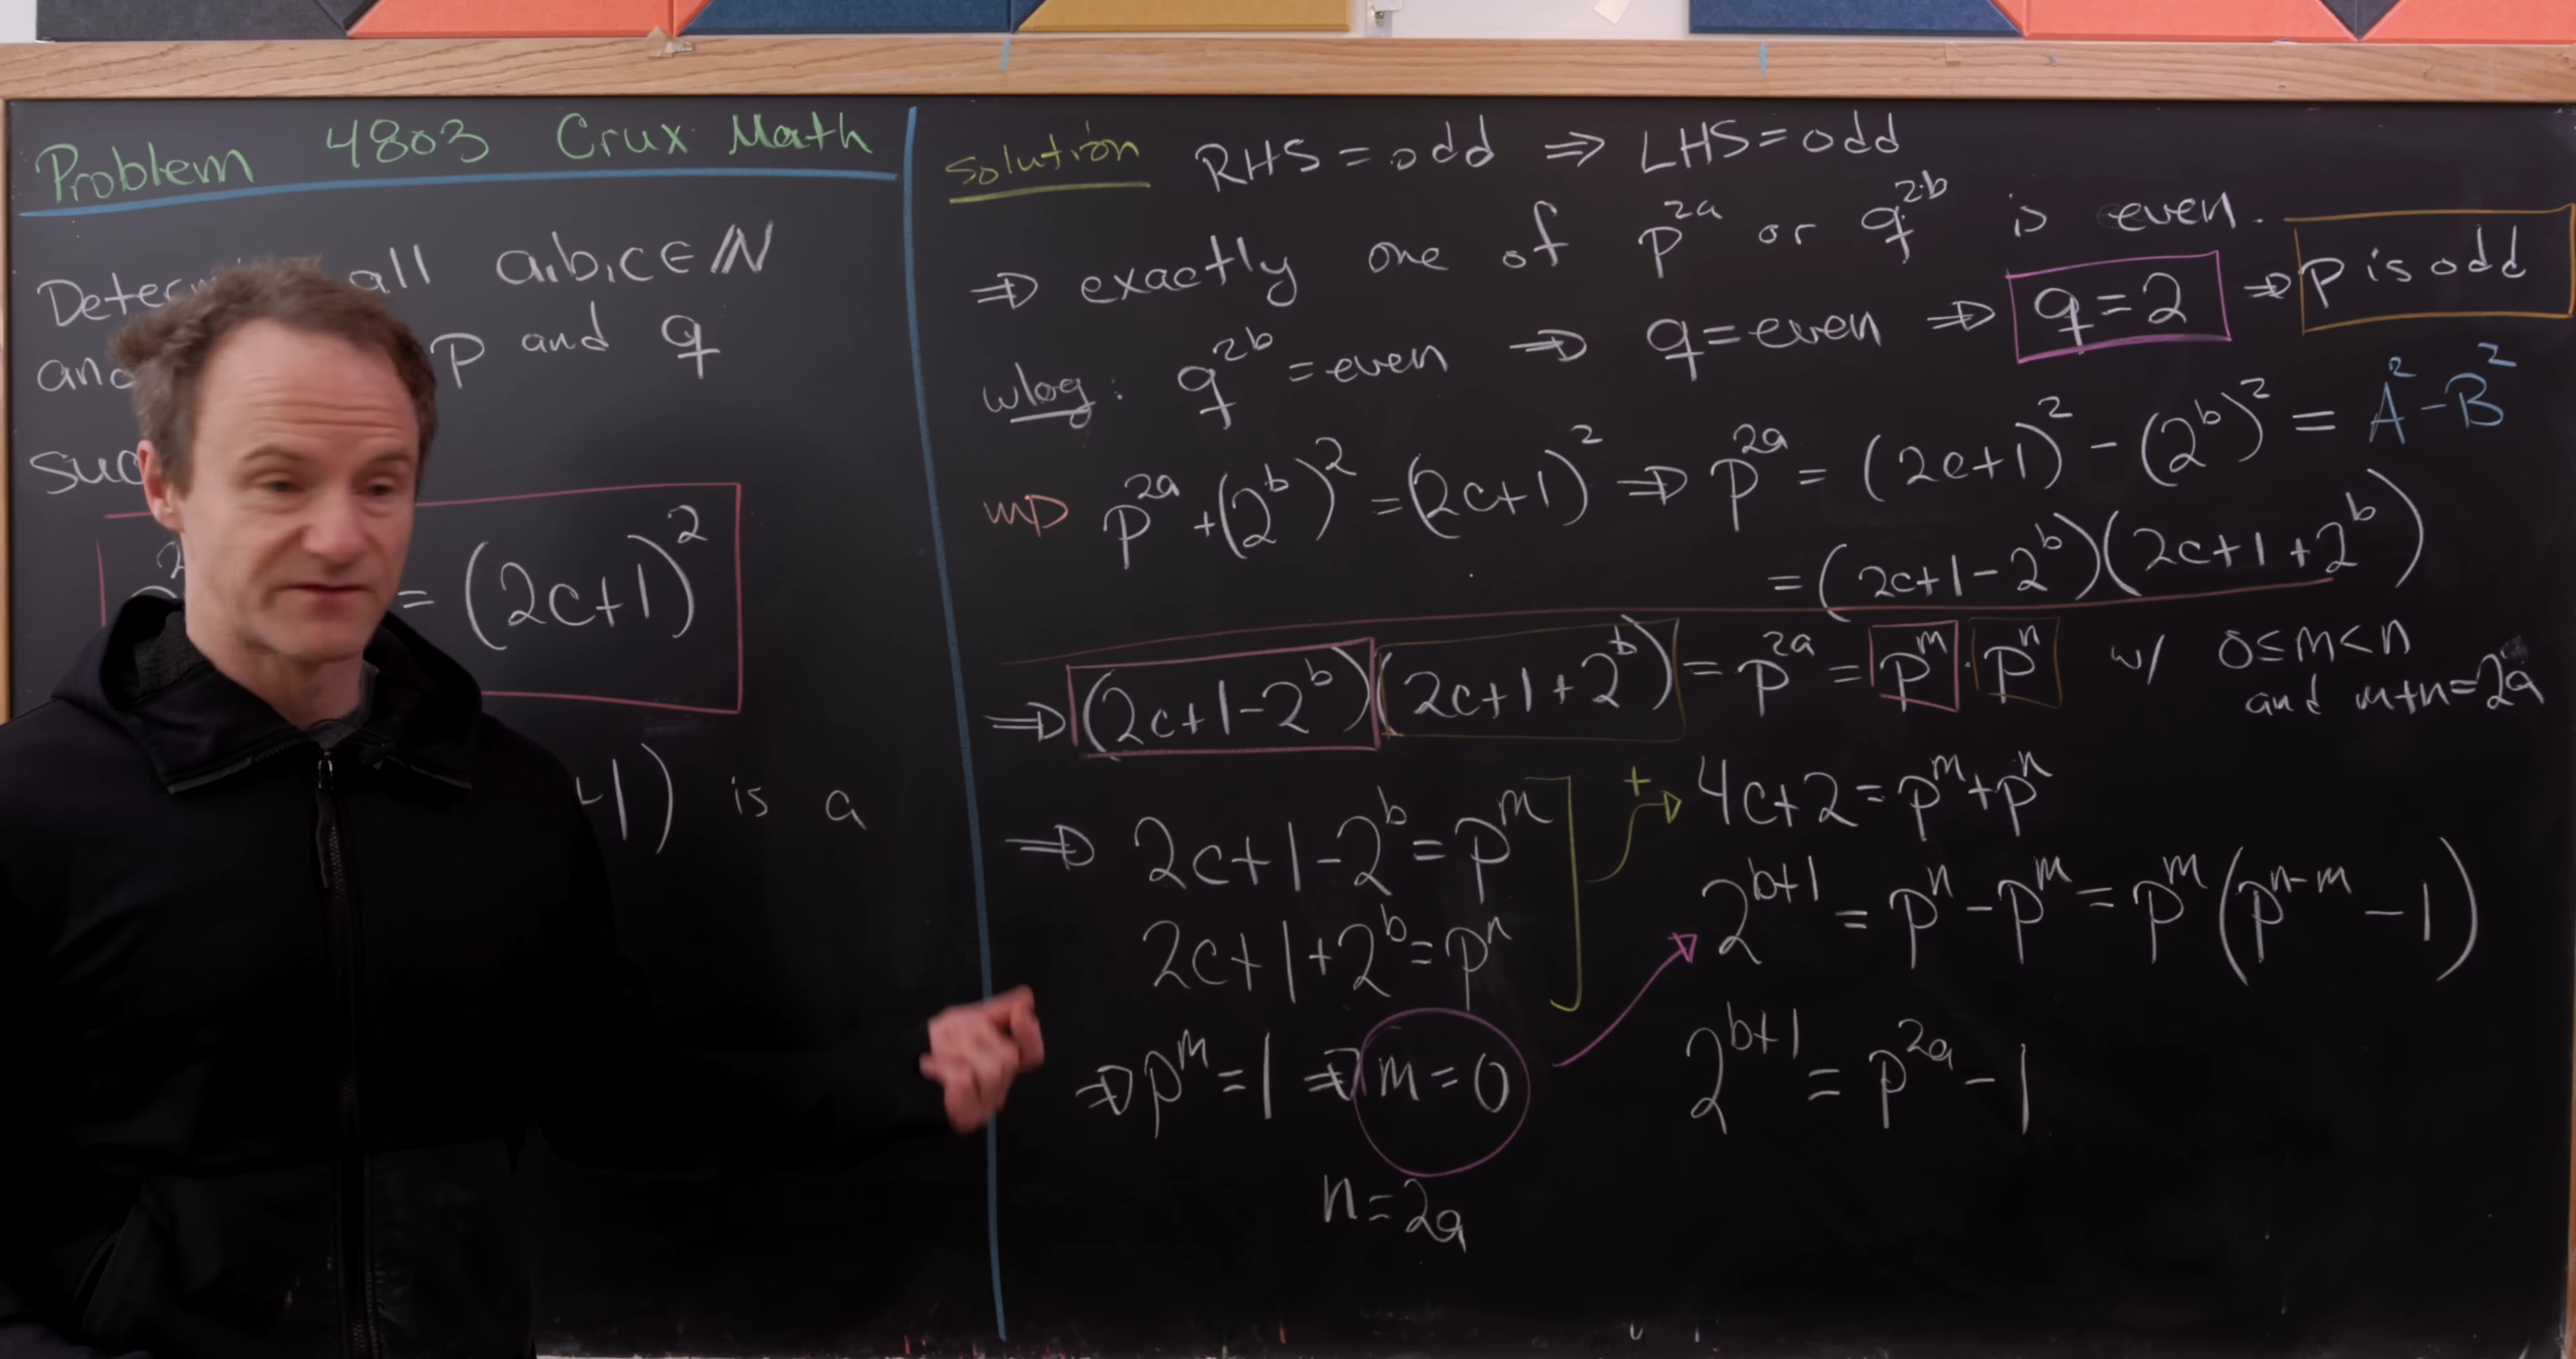 Problem 4803 Crux Math
all a,b,c∈ℕ
p and q
= (2c+1)²
is a
Solution RHS = odd ⇒ LHS = odd
⇒ exactly one of p^{2a} or q^{2b} is even.
wlog: q^{2b} = even ⇒ q = even ⇒ q = 2 ⇒ p is odd
⇝ p^{2a} + (2^b)² = (2c+1)² ⇒ p^{2a} = (2c+1)² - (2^b)² = A² - B²
= (2c+1-2^b)(2c+1+2^b)
⇒ (2c+1-2^b)(2c+1+2^b) = p^{2a} = p^m · p^n w/ 0≤m<n
and m+n=2a
⇒ 2c+1-2^b = p^m
2c+1+2^b = p^n
⇒ p^m = 1 ⇒ m = 0
n = 2a
+
4c+2 = p^m + p^n
2^{b+1} = p^n - p^m = p^m (p^{n-m} - 1)
2^{b+1} = p^{2a} - 1